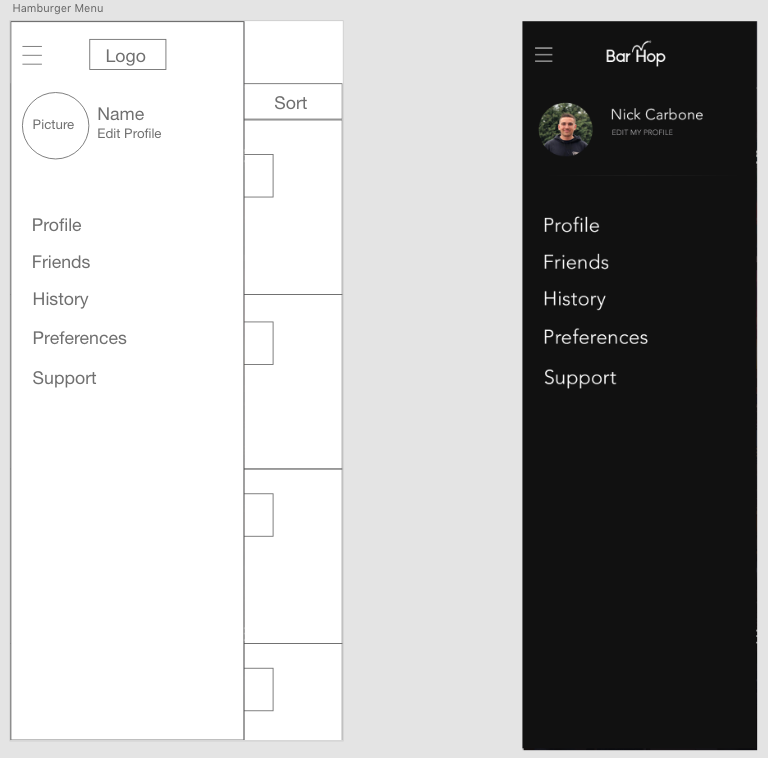 Hamburger Menu
Logo
Picture
Name
Edit Profile
Sort
Profile
Friends
History
Preferences
Support
Bar Hop
Nick Carbone
EDIT MY PROFILE
Profile
Friends
History
Preferences
Support